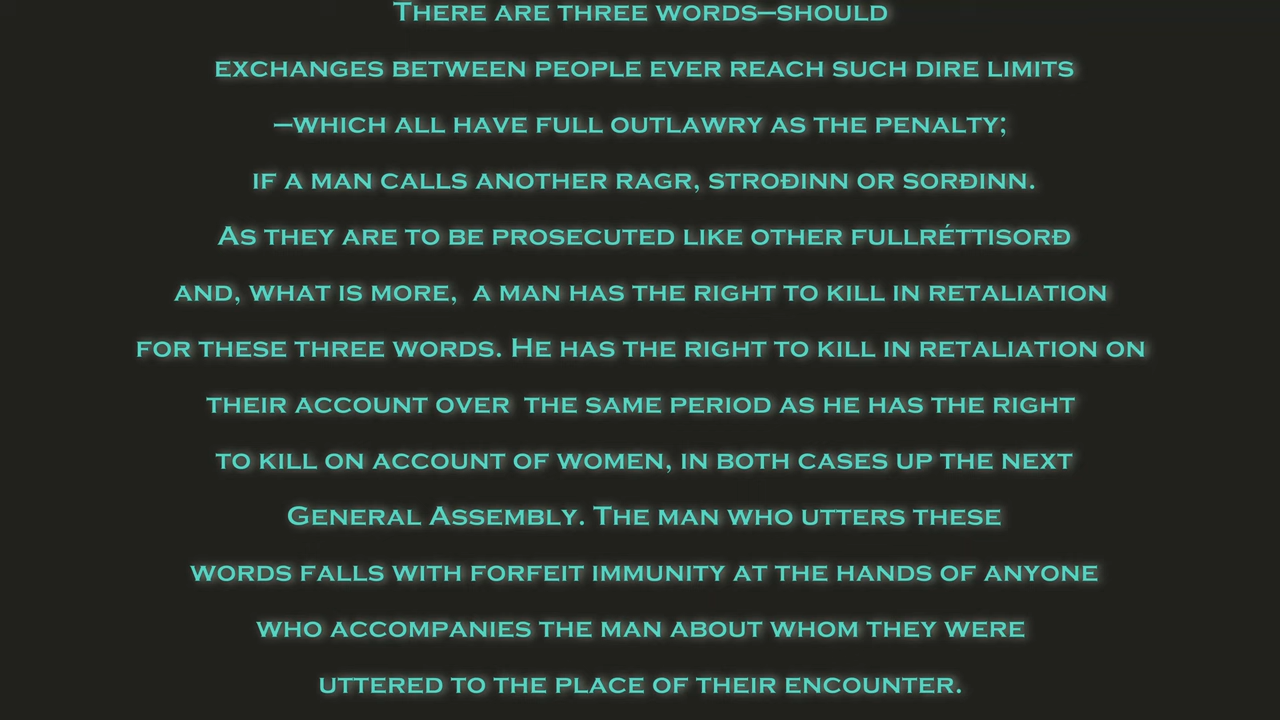 There are three words—should
exchanges between people ever reach such dire limits
—which all have full outlawry as the penalty;
if a man calls another ragr, stroðinn or sorðinn.
As they are to be prosecuted like other fullréttisorð
and, what is more,  a man has the right to kill in retaliation
for these three words. He has the right to kill in retaliation on
their account over  the same period as he has the right
to kill on account of women, in both cases up the next
General Assembly. The man who utters these
words falls with forfeit immunity at the hands of anyone
who accompanies the man about whom they were
uttered to the place of their encounter.